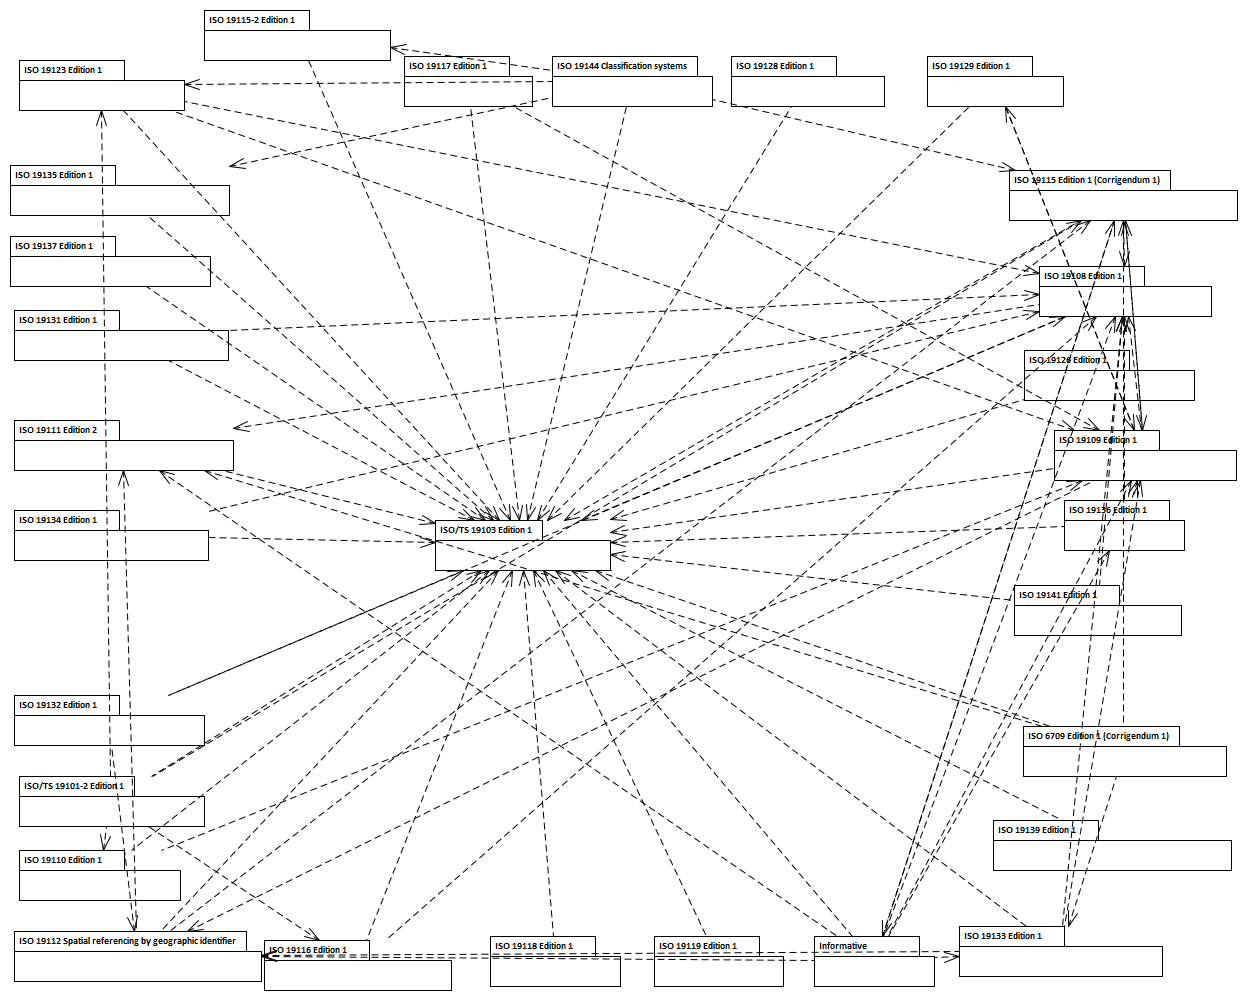 ISO 19115-2 Edition 1
ISO 19123 Edition 1
ISO 19117 Edition 1
ISO 19144 Classification systems
ISO 19128 Edition 1
ISO 19129 Edition 1
ISO 19135 Edition 1
ISO 19115 Edition 1 (Corrigendum 1)
ISO 19137 Edition 1
ISO 19108 Edition 1
ISO 19131 Edition 1
ISO 19126 Edition 1
ISO 19111 Edition 2
ISO 19109 Edition 1
ISO 19134 Edition 1
ISO/TS 19103 Edition 1
ISO 19136 Edition 1
ISO 19141 Edition 1
ISO 19132 Edition 1
ISO 6709 Edition 1 (Corrigendum 1)
ISO/TS 19101-2 Edition 1
ISO 19139 Edition 1
ISO 19110 Edition 1
ISO 19112 Spatial referencing by geographic identifier
ISO 19116 Edition 1
ISO 19118 Edition 1
ISO 19119 Edition 1
Informative
ISO 19133 Edition 1